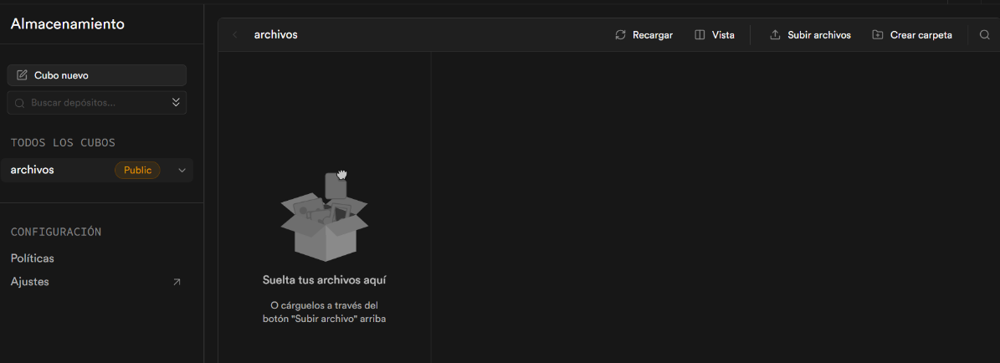 Almacenamiento
Cubo nuevo
Buscar depósitos...
TODOS LOS CUBOS
archivos Public
CONFIGURACIÓN
Políticas
Ajustes
archivos Recargar Vista Subir archivos Crear carpeta
Suelta tus archivos aquí
O cárguelos a través del
botón "Subir archivo" arriba